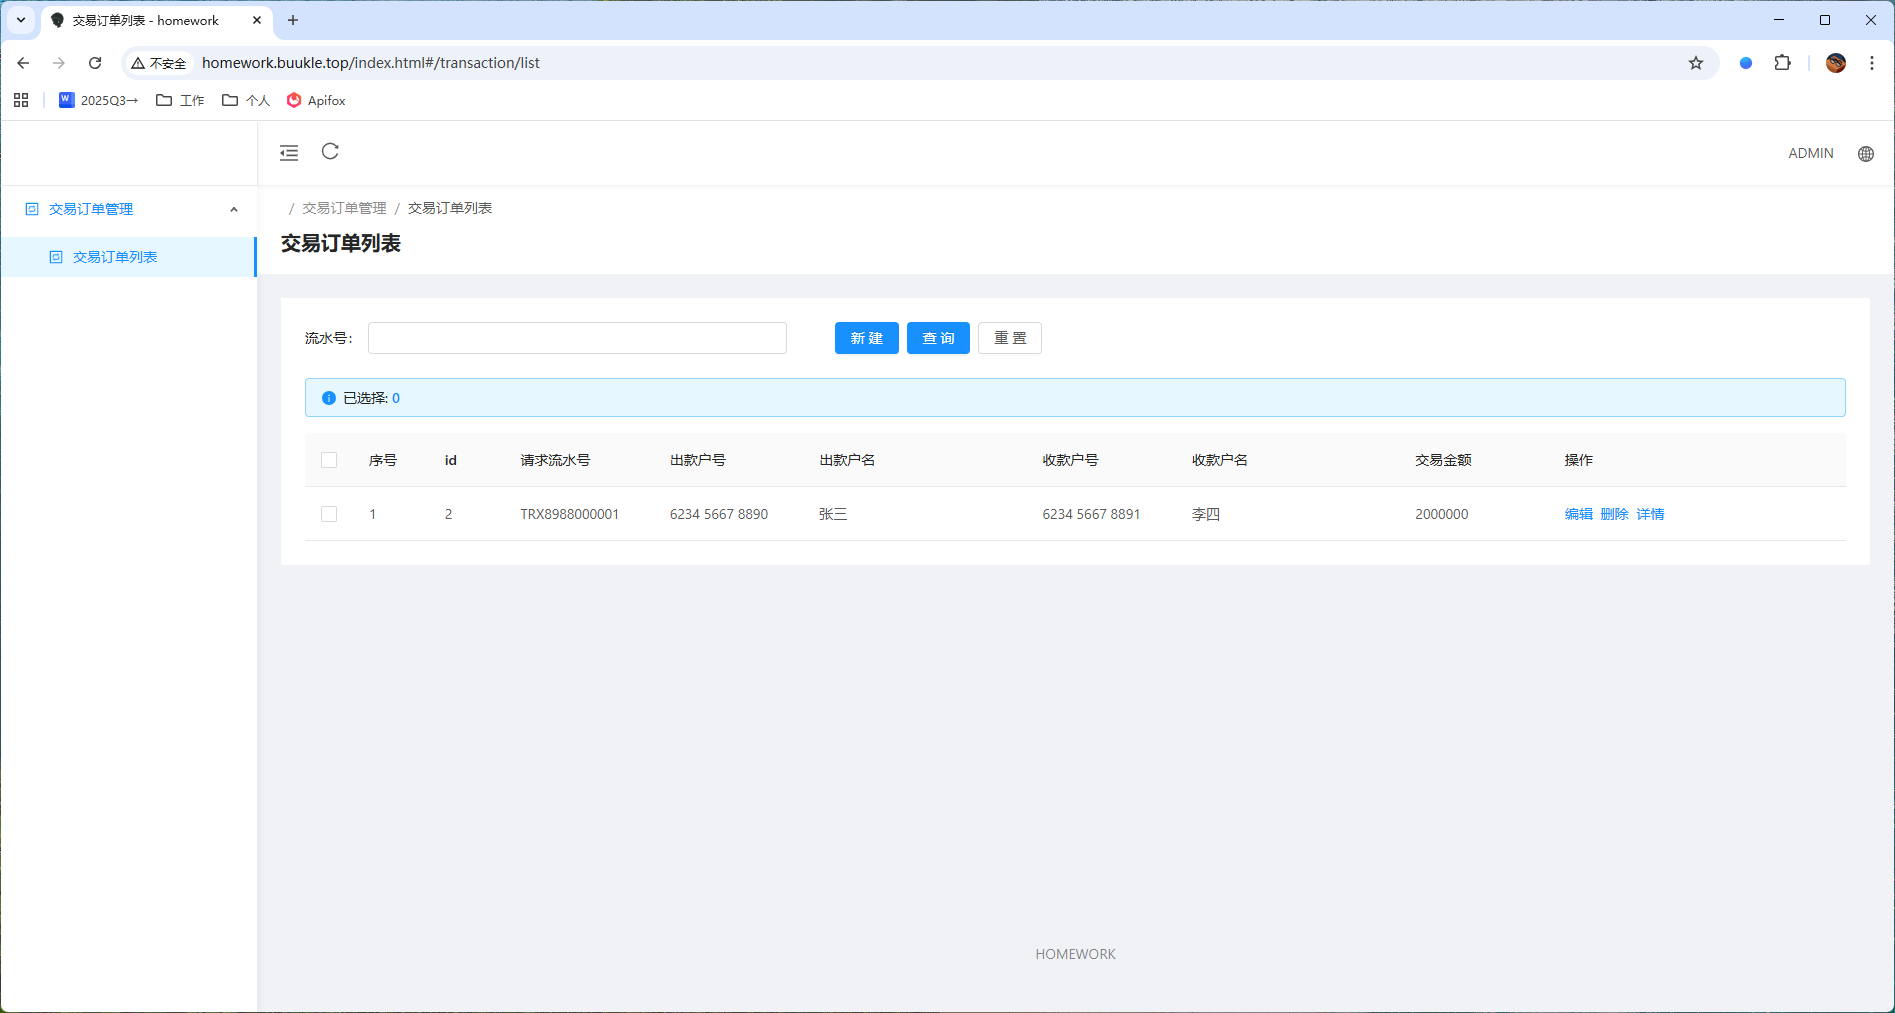 交易订单列表 - homework
不安全 homework.buukle.top/index.html#/transaction/list
2025Q3→ 工作 个人 Apifox
ADMIN
交易订单管理
交易订单列表
/ 交易订单管理 / 交易订单列表
交易订单列表
流水号: 新 建 查 询 重 置
已选择: 0
序号 id 请求流水号 出款户号 出款户名 收款户号 收款户名 交易金额 操作
1 2 TRX8988000001 6234 5667 8890 张三 6234 5667 8891 李四 2000000 编辑 删除 详情
HOMEWORK